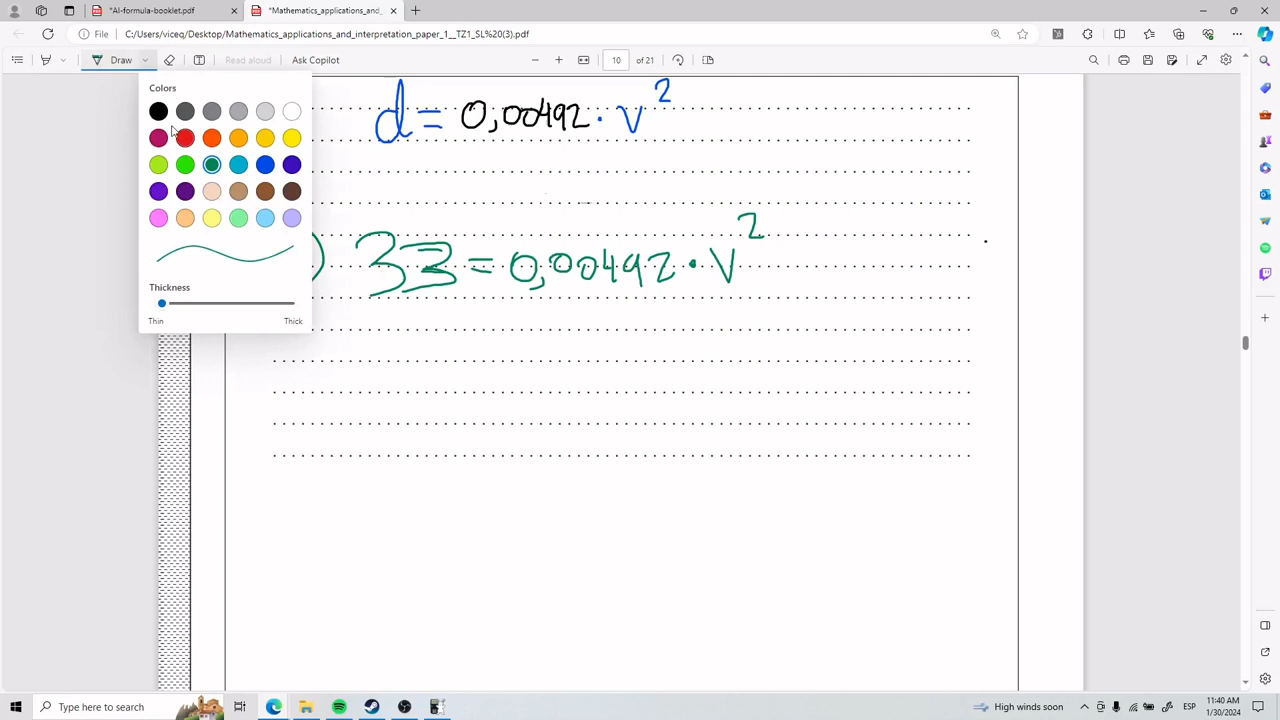 *AI-formula-booklet.pdf
*Mathematics_applications_and_
File
C:/Users/viceq/Desktop/Mathematics_applications_and_interpretation_paper_1__TZ1_SL%20(3).pdf
Draw
Read aloud
Ask Copilot
10
of 21
Colors
Thickness
Thin
Thick
d = 0,00492 · v²
) 33 = 0,00492 · v²
Type here to search
High winds soon
ESP
11:40 AM
1/30/2024